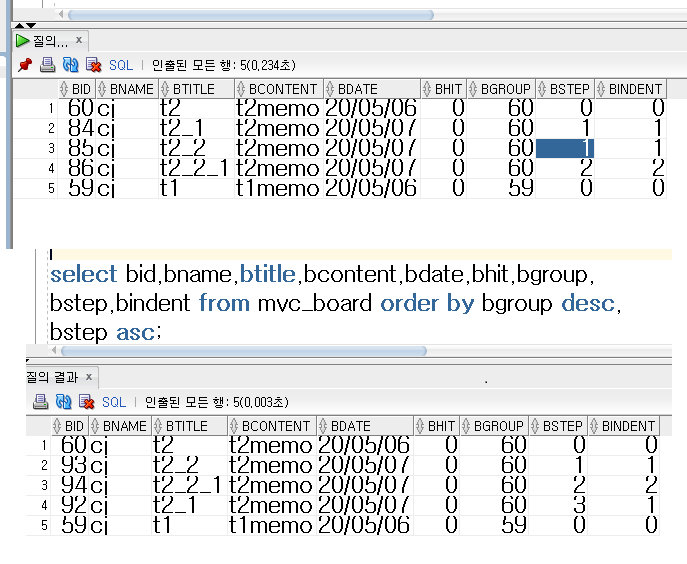 질의... x
SQL | 인출된 모든 행: 5(0,234초)
BID BNAME BTITLE BCONTENT BDATE BHIT BGROUP BSTEP BINDENT
1 60 cj t2 t2memo 20/05/06 0 60 0 0
2 84 cj t2_1 t2memo 20/05/07 0 60 1 1
3 85 cj t2_2 t2memo 20/05/07 0 60 1 1
4 86 cj t2_2_1 t2memo 20/05/07 0 60 2 2
5 59 cj t1 t1memo 20/05/06 0 59 0 0
select bid,bname,btitle,bcontent,bdate,bhit,bgroup,
bstep,bindent from mvc_board order by bgroup desc,
bstep asc;
질의 결과 x
SQL | 인출된 모든 행: 5(0,003초)
BID BNAME BTITLE BCONTENT BDATE BHIT BGROUP BSTEP BINDENT
1 60 cj t2 t2memo 20/05/06 0 60 0 0
2 93 cj t2_2 t2memo 20/05/07 0 60 1 1
3 94 cj t2_2_1 t2memo 20/05/07 0 60 2 2
4 92 cj t2_1 t2memo 20/05/07 0 60 3 1
5 59 cj t1 t1memo 20/05/06 0 59 0 0